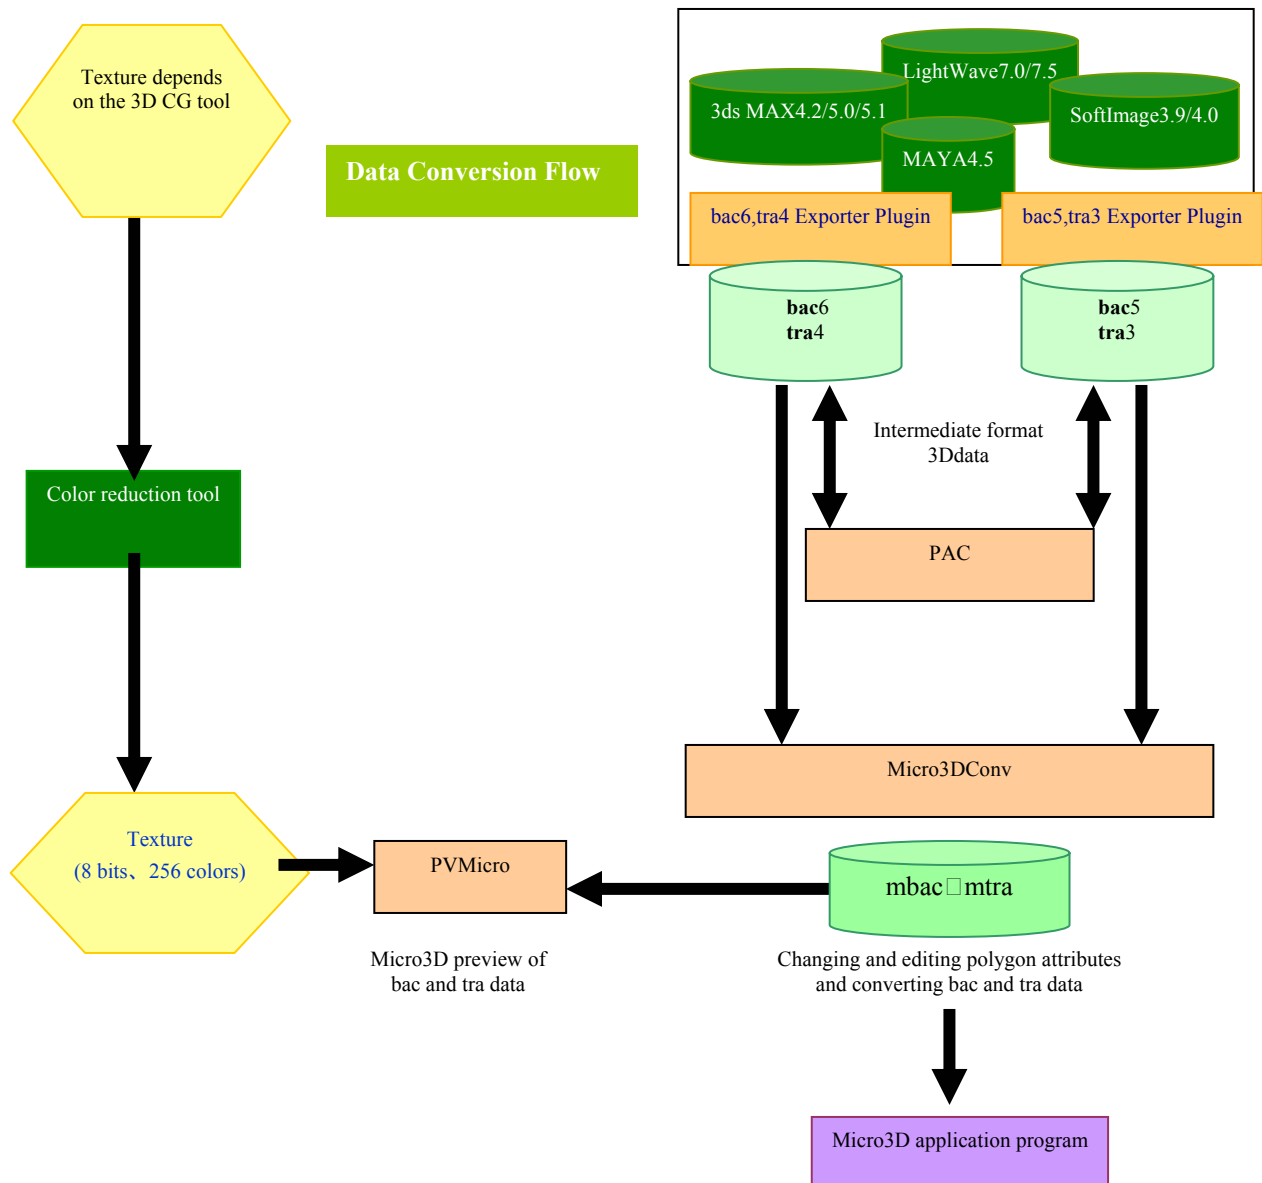 Texture depends
on the 3D CG tool
Data Conversion Flow
LightWave7.0/7.5
3ds MAX4.2/5.0/5.1
SoftImage3.9/4.0
MAYA4.5
bac6,tra4 Exporter Plugin
bac5,tra3 Exporter Plugin
bac6
tra4
bac5
tra3
Intermediate format
3Ddata
Color reduction tool
PAC
Micro3DConv
Texture
(8 bits、256 colors)
PVMicro
mbac□mtra
Micro3D preview of
bac and tra data
Changing and editing polygon attributes
and converting bac and tra data
Micro3D application program